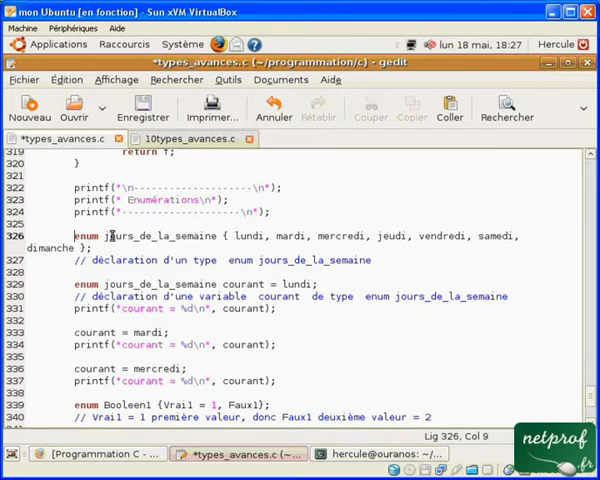 mon Ubuntu [en fonction] - Sun xVM VirtualBox
Machine Périphériques ?
Applications Raccourcis Système lun 18 mai, 18:27 Hercule
*types_avances.c (~/programmation/c) - gedit
Fichier Édition Affichage Rechercher Outils Documents Aide
Nouveau Ouvrir Enregistrer Imprimer... Annuler Rétablir Couper Copier Coller Rechercher
*types_avances.c 10types_avances.c
319 return f;
320 }
321
322 printf("\n--------------------\n");
323 printf(" Enumérations\n");
324 printf("--------------------\n");
325
326 enum jours_de_la_semaine { lundi, mardi, mercredi, jeudi, vendredi, samedi,
dimanche };
327 // déclaration d'un type enum jours_de_la_semaine
328
329 enum jours_de_la_semaine courant = lundi;
330 // déclaration d'une variable courant de type enum jours_de_la_semaine
331 printf("courant = %d\n", courant);
332
333 courant = mardi;
334 printf("courant = %d\n", courant);
335
336 courant = mercredi;
337 printf("courant = %d\n", courant);
338
339 enum Booleen1 {Vrai1 = 1, Faux1};
340 // Vrai1 = 1 première valeur, donc Faux1 deuxième valeur = 2
Lig 326, Col 9
[Programmation C - ... *types_avances.c (~... hercule@ouranos: ~/...
netprof
.fr